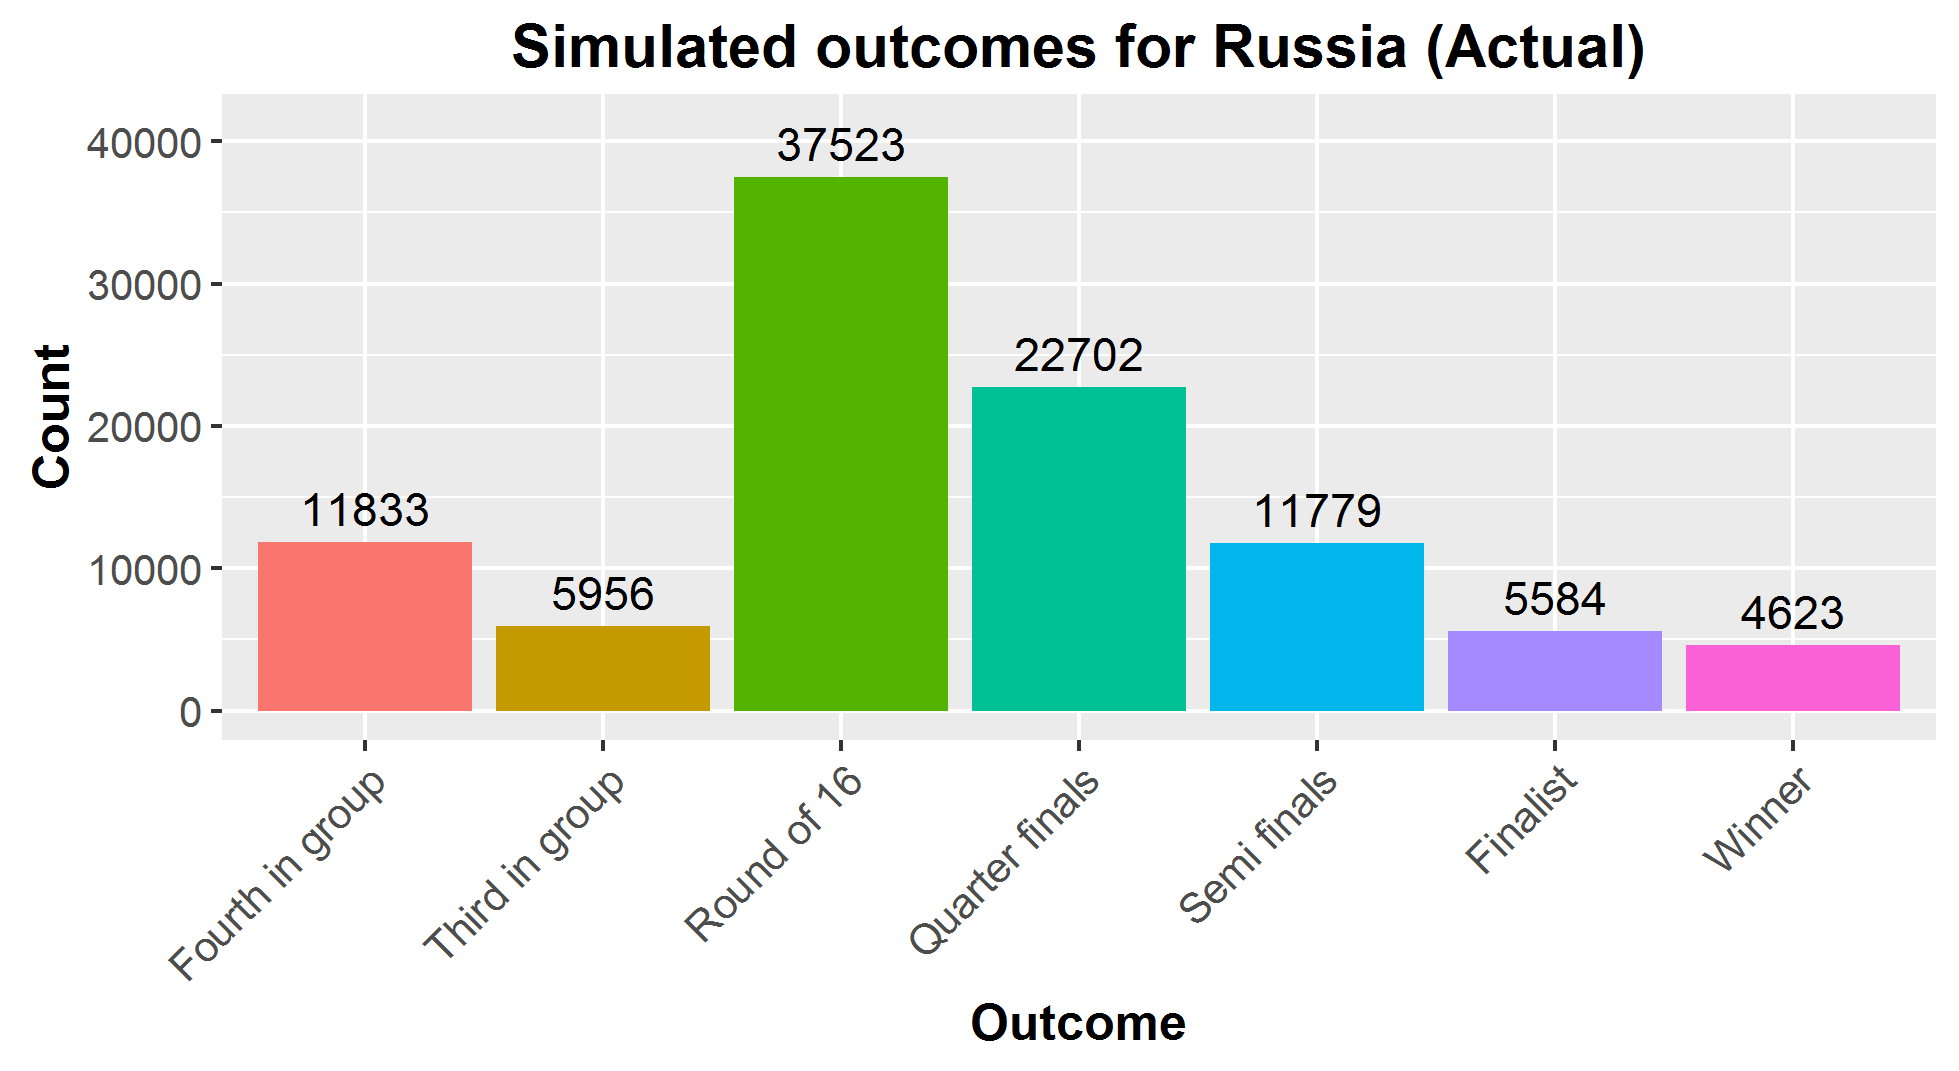 Simulated outcomes for Russia (Actual)
Count
40000
30000
20000
10000
0
11833
5956
37523
22702
11779
5584
4623
Fourth in group
Third in group
Round of 16
Quarter finals
Semi finals
Finalist
Winner
Outcome